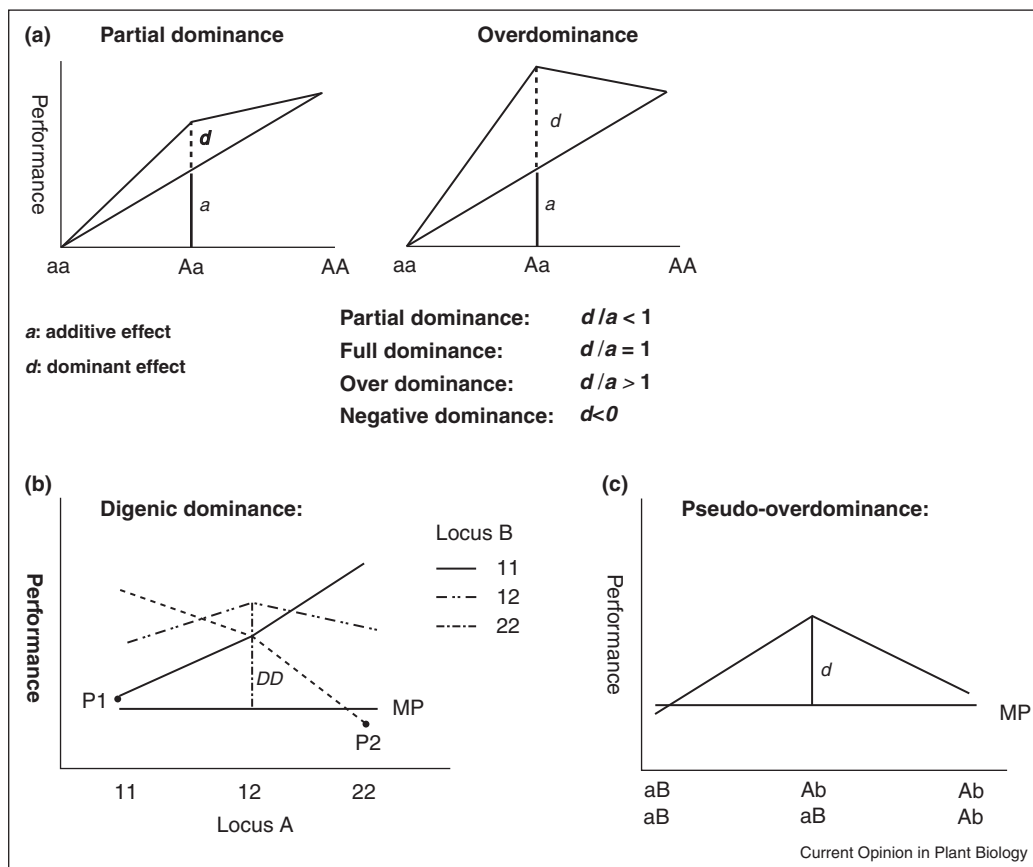 (a) Partial dominance Overdominance
Performance
d
a
aa Aa AA
d
a
aa Aa AA
a: additive effect
d: dominant effect
Partial dominance: d/a < 1
Full dominance: d/a = 1
Over dominance: d/a > 1
Negative dominance: d<0
(b) Digenic dominance:
Performance
Locus B
11
12
22
DD
P1
MP
P2
11 12 22
Locus A
(c) Pseudo-overdominance:
Performance
d
MP
aB Ab Ab
aB aB Ab
Current Opinion in Plant Biology